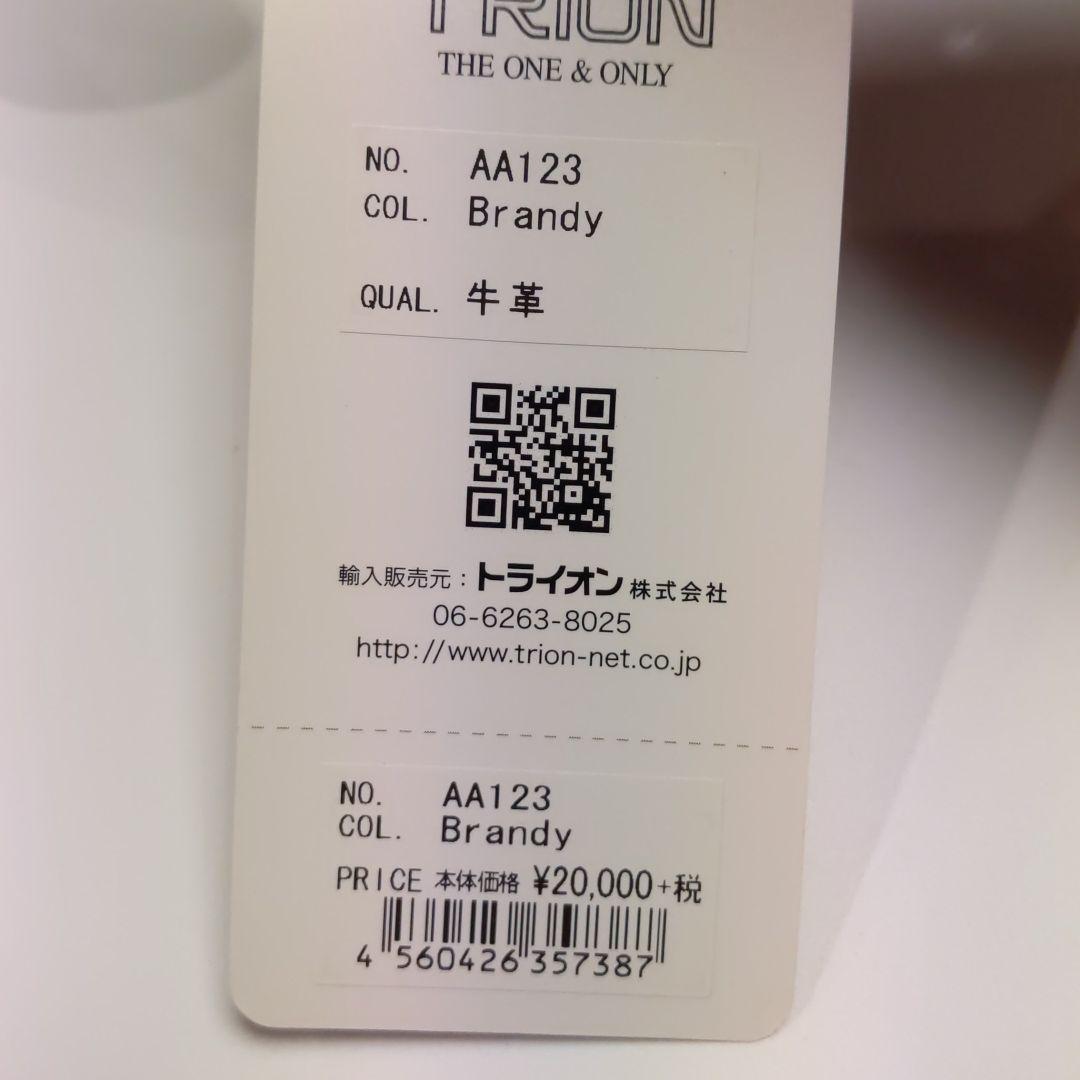 TRION
THE ONE & ONLY
NO. AA123
COL. Brandy
QUAL. 牛革
輸入販売元：トライオン株式会社
06-6263-8025
http://www.trion-net.co.jp
NO. AA123
COL. Brandy
PRICE 本体価格 ¥20,000+税
4 560426 357387